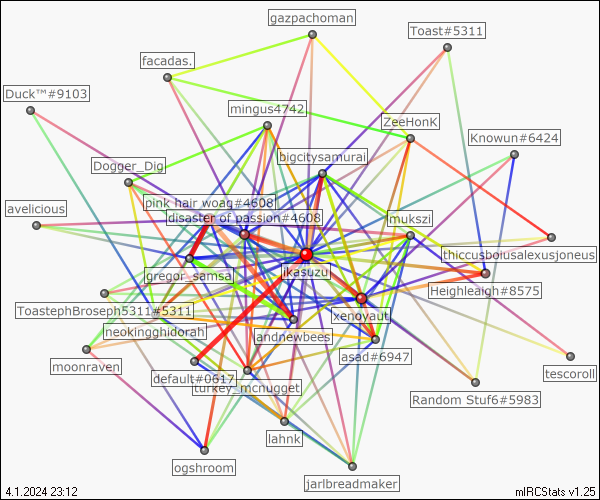 gazpachoman
Toast#5311
facadas.
Duck™#9103
mingus4742
ZeeHonK
Knowun#6424
bigcitysamurai
Dogger_Dig
pink hair woag#4608
avelicious
disaster of passion#4608
mukszi
thiccusboiusalexusjoneus
ikasuzu
gregor_samsa
Heighleaigh#8575
ToastephBroseph5311#5311
xenoyaut
neokingghidorah
andnewbees
asad#6947
moonraven
tescoroll
default#0617
turkey_mcnugget
Random Stuf6#5983
lahnk
ogshroom
jarlbreadmaker
4.1.2024 23:12
mIRCStats v1.25